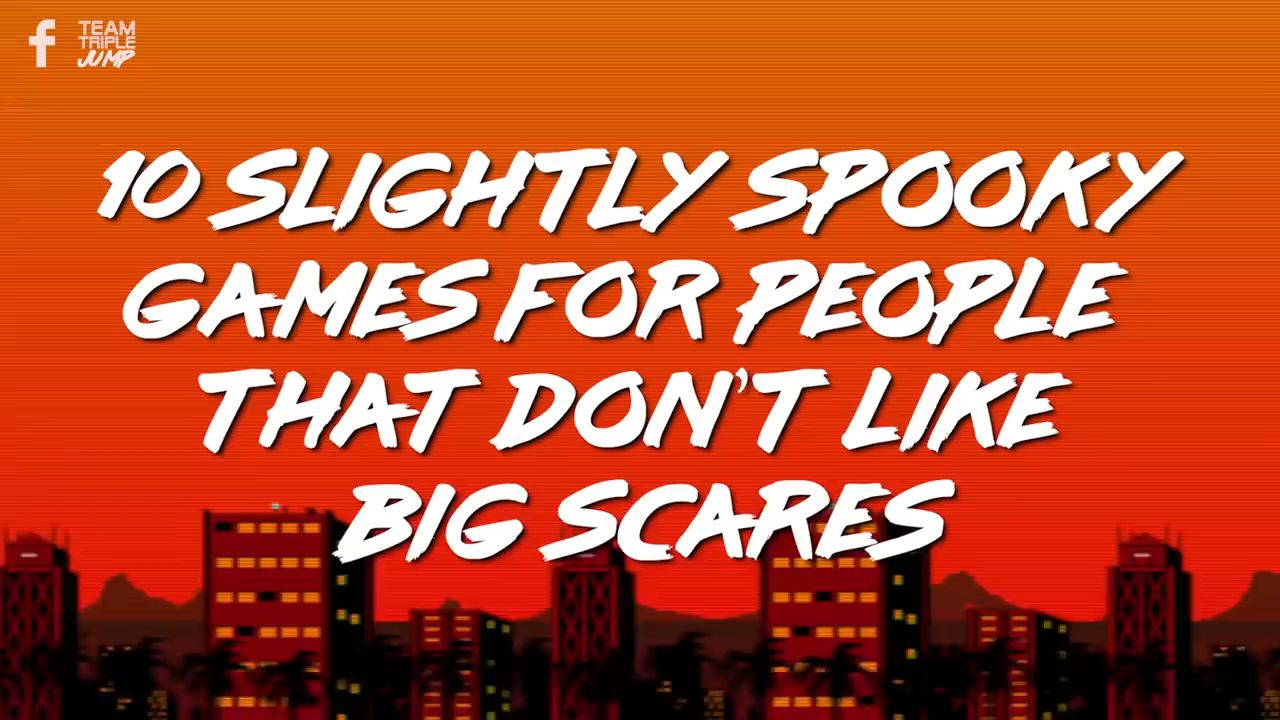 f TEAM
TRIPLE
JUMP
10 SLIGHTLY SPOOKY
GAMES FOR PEOPLE
THAT DON'T LIKE
BIG SCARES